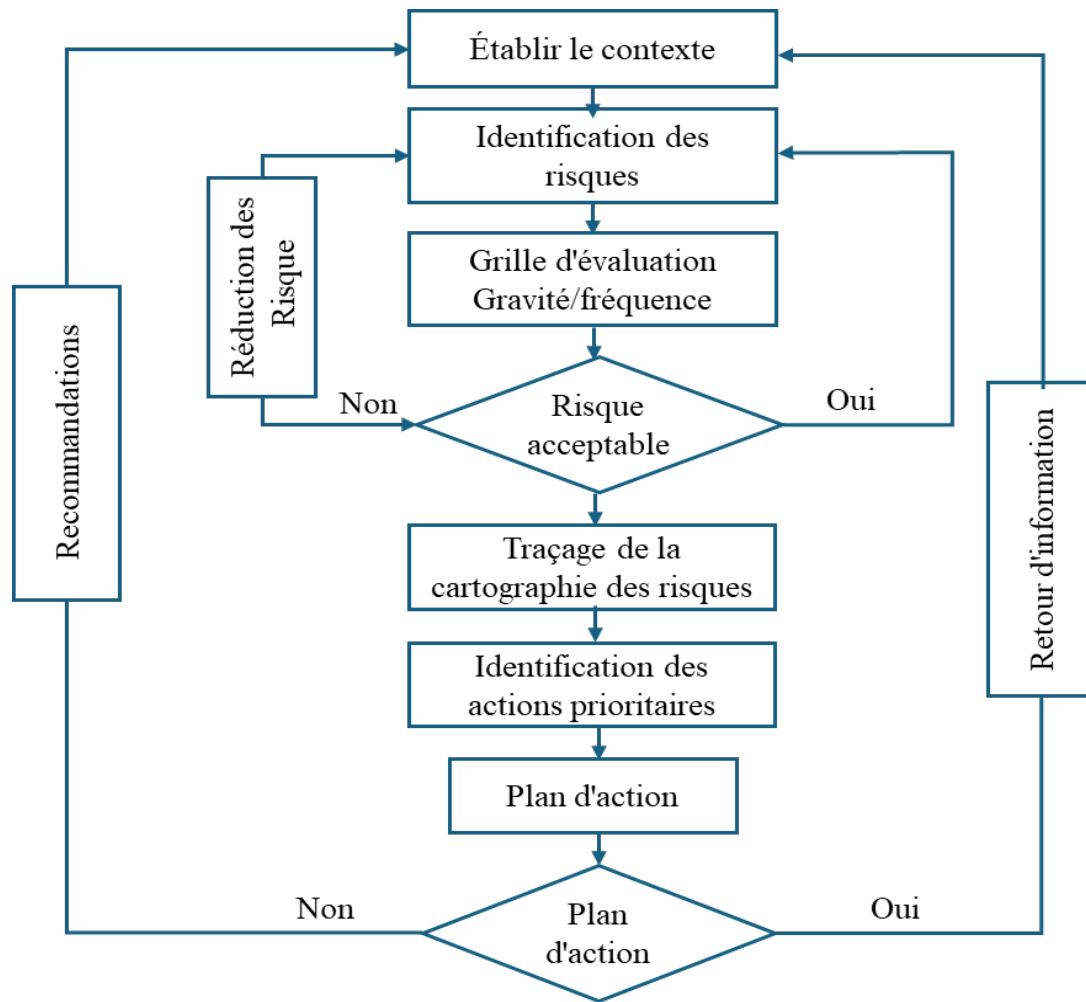 Établir le contexte
Identification des
risques
Réduction des
Risque
Grille d'évaluation
Gravité/fréquence
Recommandations
Non
Risque
acceptable
Oui
Retour d'information
Traçage de la
cartographie des risques
Identification des
actions prioritaires
Plan d'action
Non
Plan
d'action
Oui